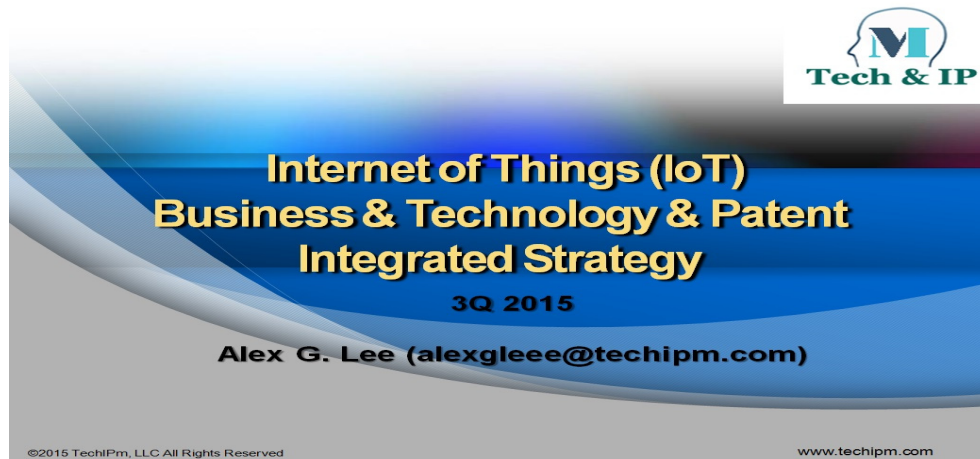 M
Tech & IP
Internet of Things (IoT)
Business & Technology & Patent
Integrated Strategy
3Q 2015
Alex G. Lee (alexgleee@techipm.com)
©2015 TechIPm, LLC All Rights Reserved
www.techipm.com